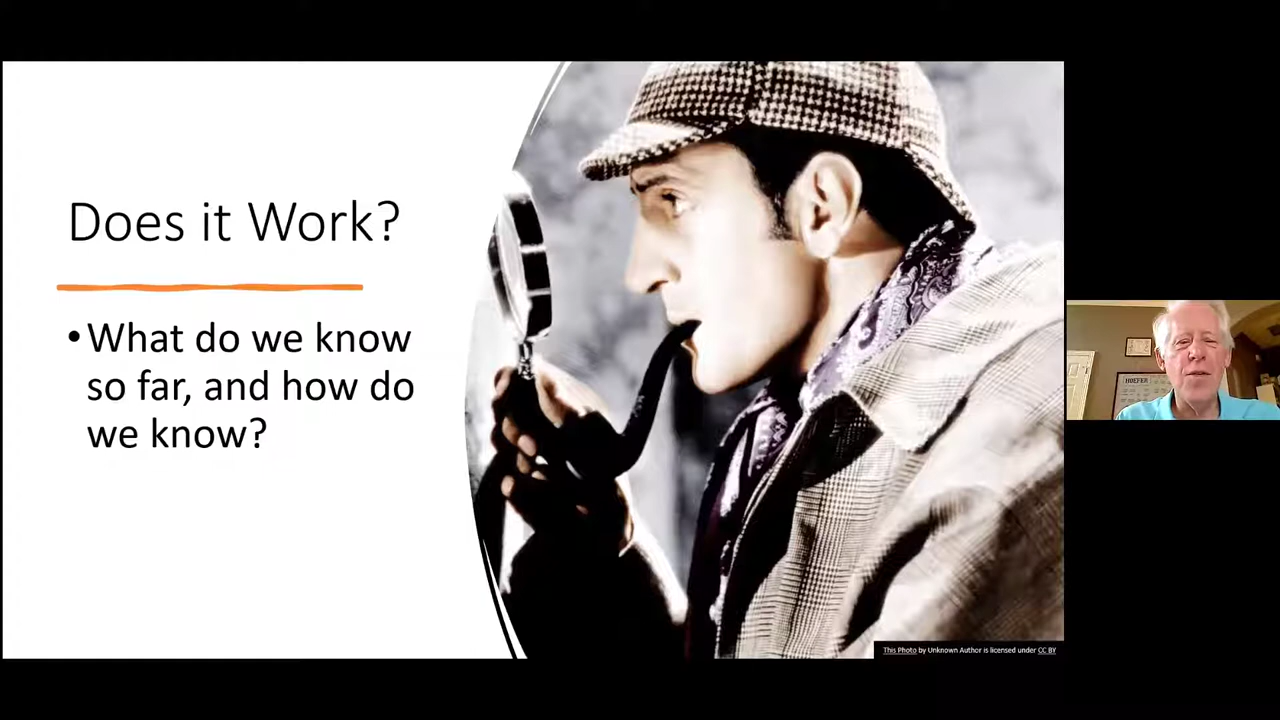 Does it Work?
•What do we know
so far, and how do
we know?
HOEFER
This Photo by Unknown Author is licensed under CC BY